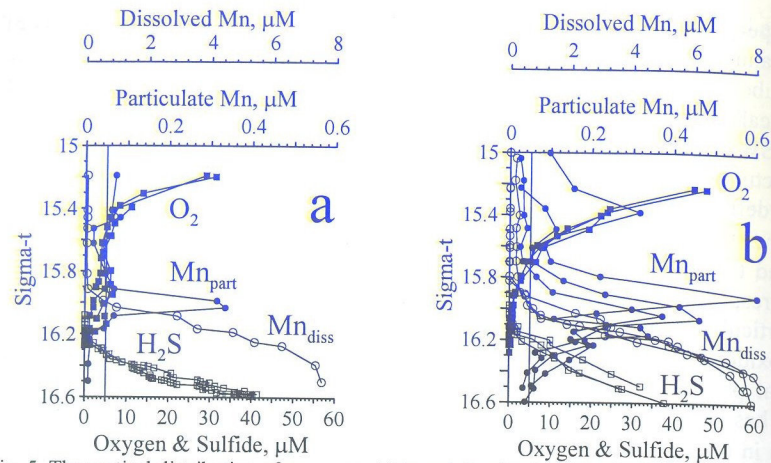 Dissolved Mn, μM
0 2 4 6 8
Particulate Mn, μM
0 0.2 0.4 0.6
15
15.4
15.8
16.2
16.6
Sigma-t
a
O2
Mnpart
Mndiss
H2S
0 10 20 30 40 50 60
Oxygen & Sulfide, μM
Dissolved Mn, μM
0 2 4 6 8
Particulate Mn, μM
0 0.2 0.4 0.6
15
15.4
15.8
16.2
16.6
Sigma-t
b
O2
Mnpart
Mndiss
H2S
0 10 20 30 40 50 60
Oxygen & Sulfide, μM